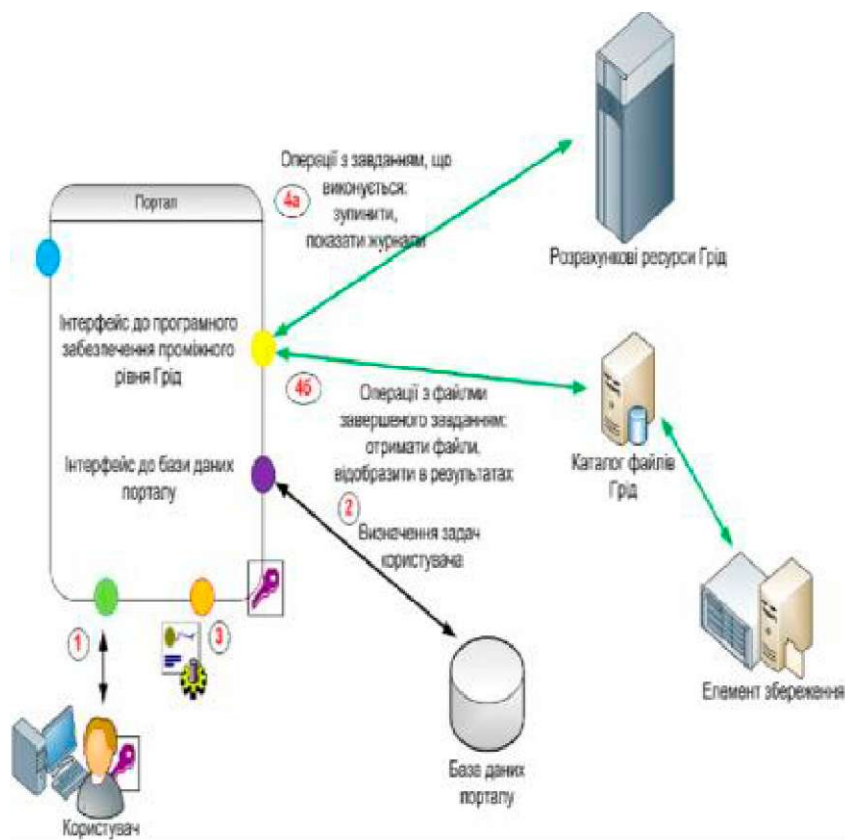 Портал
Операції з завданням, що
виконується:
зупинити,
показати журнали
4а
Розрахункові ресурси Грід
Інтерфейс до програмного
забезпечення проміжного
рівня Грід
4б
Операції з файлми
завершеного завданням:
отримати файли,
відобразити в результатах
Каталог файлів
Грід
Інтерфейс до бази даних
порталу
2
Визначення задач
користувача
1
3
Елемент збереження
База даних
порталу
Користувач